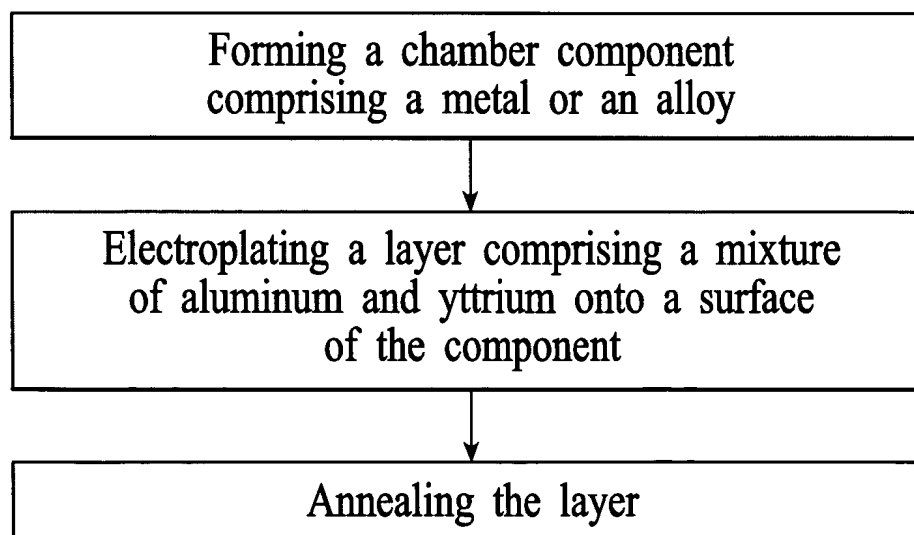 Forming a chamber component
comprising a metal or an alloy
Electroplating a layer comprising a mixture
of aluminum and yttrium onto a surface
of the component
Annealing the layer